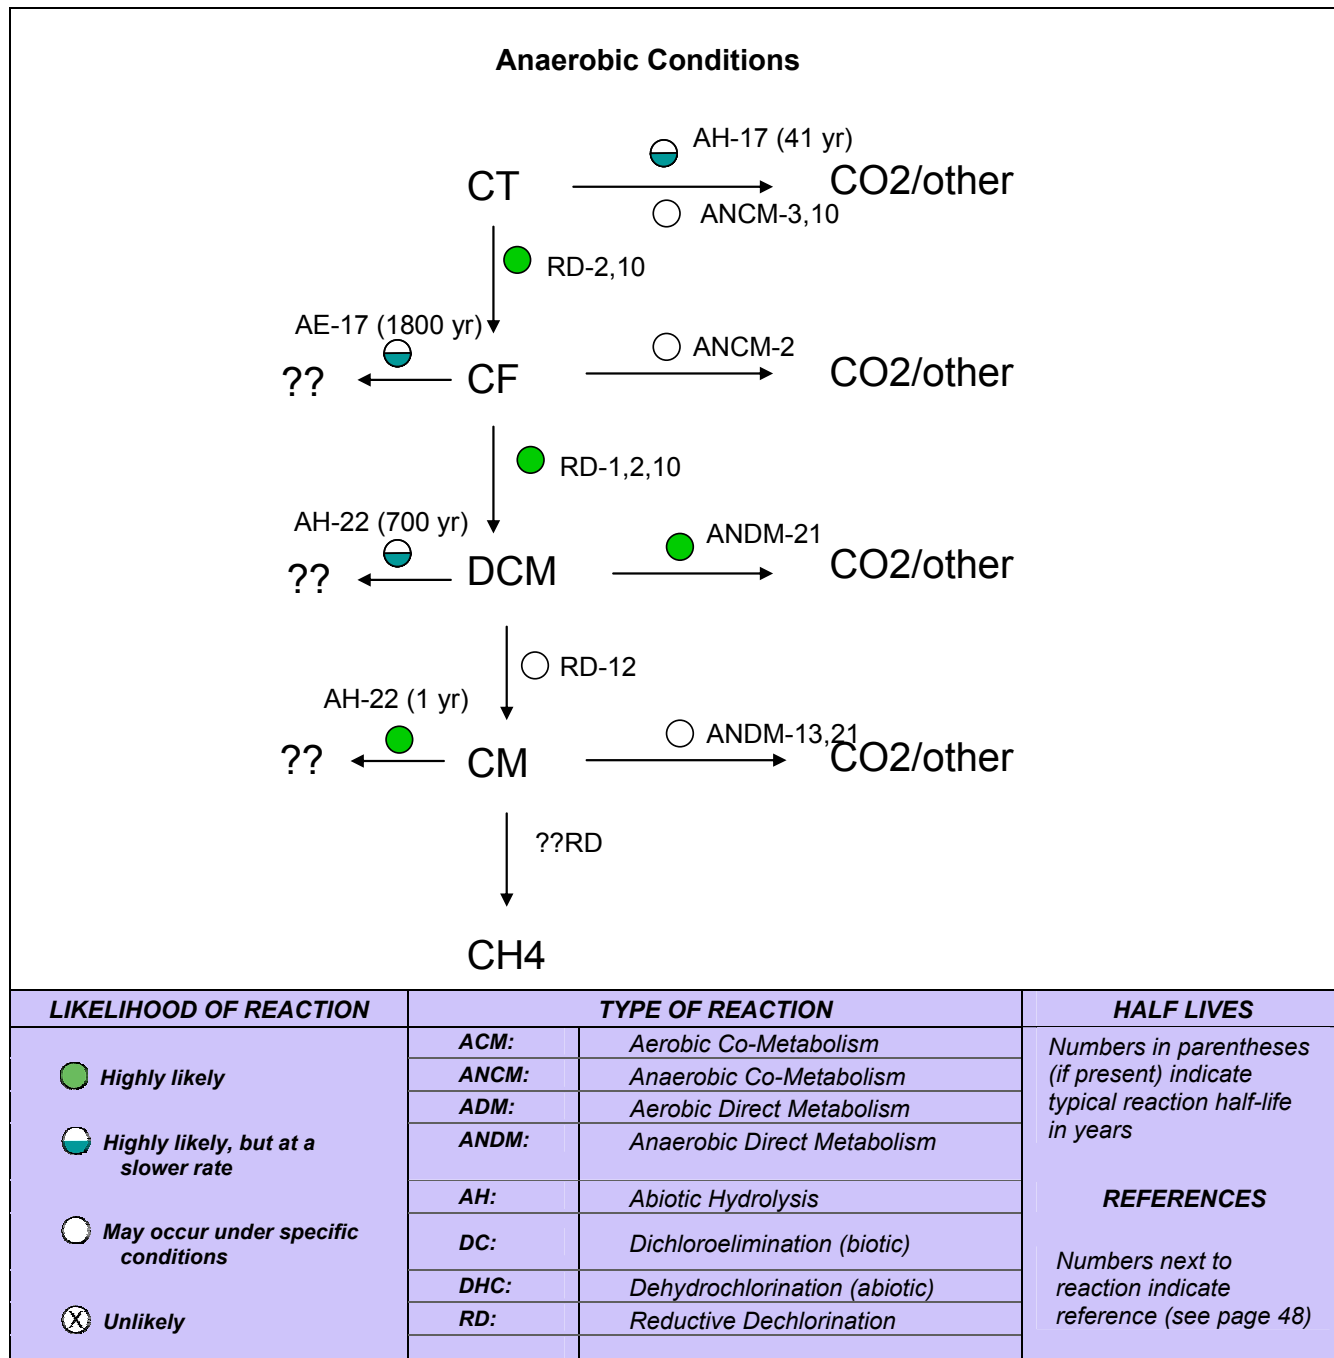 Anaerobic Conditions
AH-17 (41 yr)
CT
CO2/other
ANCM-3,10
RD-2,10
AE-17 (1800 yr)
ANCM-2
??
CF
CO2/other
RD-1,2,10
AH-22 (700 yr)
ANDM-21
??
DCM
CO2/other
RD-12
AH-22 (1 yr)
ANDM-13,21
??
CM
CO2/other
??RD
CH4
LIKELIHOOD OF REACTION
Highly likely
Highly likely, but at a
slower rate
May occur under specific
conditions
X Unlikely
TYPE OF REACTION
ACM: Aerobic Co-Metabolism
ANCM: Anaerobic Co-Metabolism
ADM: Aerobic Direct Metabolism
ANDM: Anaerobic Direct Metabolism
AH: Abiotic Hydrolysis
DC: Dichloroelimination (biotic)
DHC: Dehydrochlorination (abiotic)
RD: Reductive Dechlorination
HALF LIVES
Numbers in parentheses
(if present) indicate
typical reaction half-life
in years
REFERENCES
Numbers next to
reaction indicate
reference (see page 48)